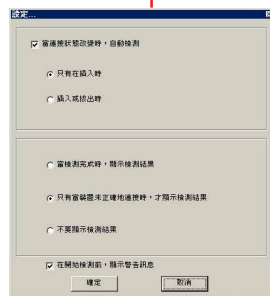 設定...
當連接狀態改變時，自動檢測
只有在插入時
插入或拔出時
當檢測完成時，顯示檢測結果
只有當裝置未正確地連接時，才顯示檢測結果
不要顯示檢測結果
在開始檢測前，顯示警告訊息
確定
取消